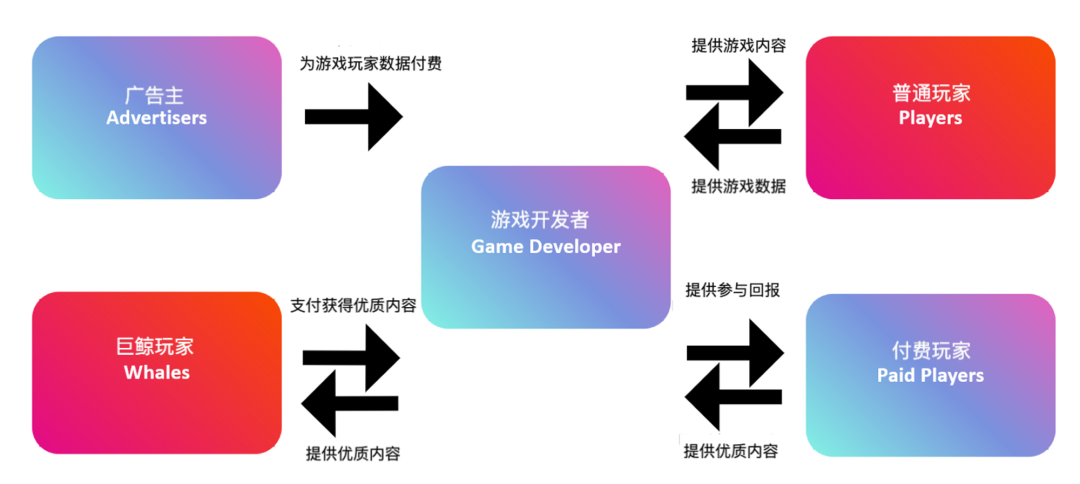 为游戏玩家数据付费
广告主
Advertisers
提供游戏内容
提供游戏数据
普通玩家
Players
游戏开发者
Game Developer
支付获得优质内容
巨鲸玩家
Whales
提供优质内容
提供参与回报
提供优质内容
付费玩家
Paid Players